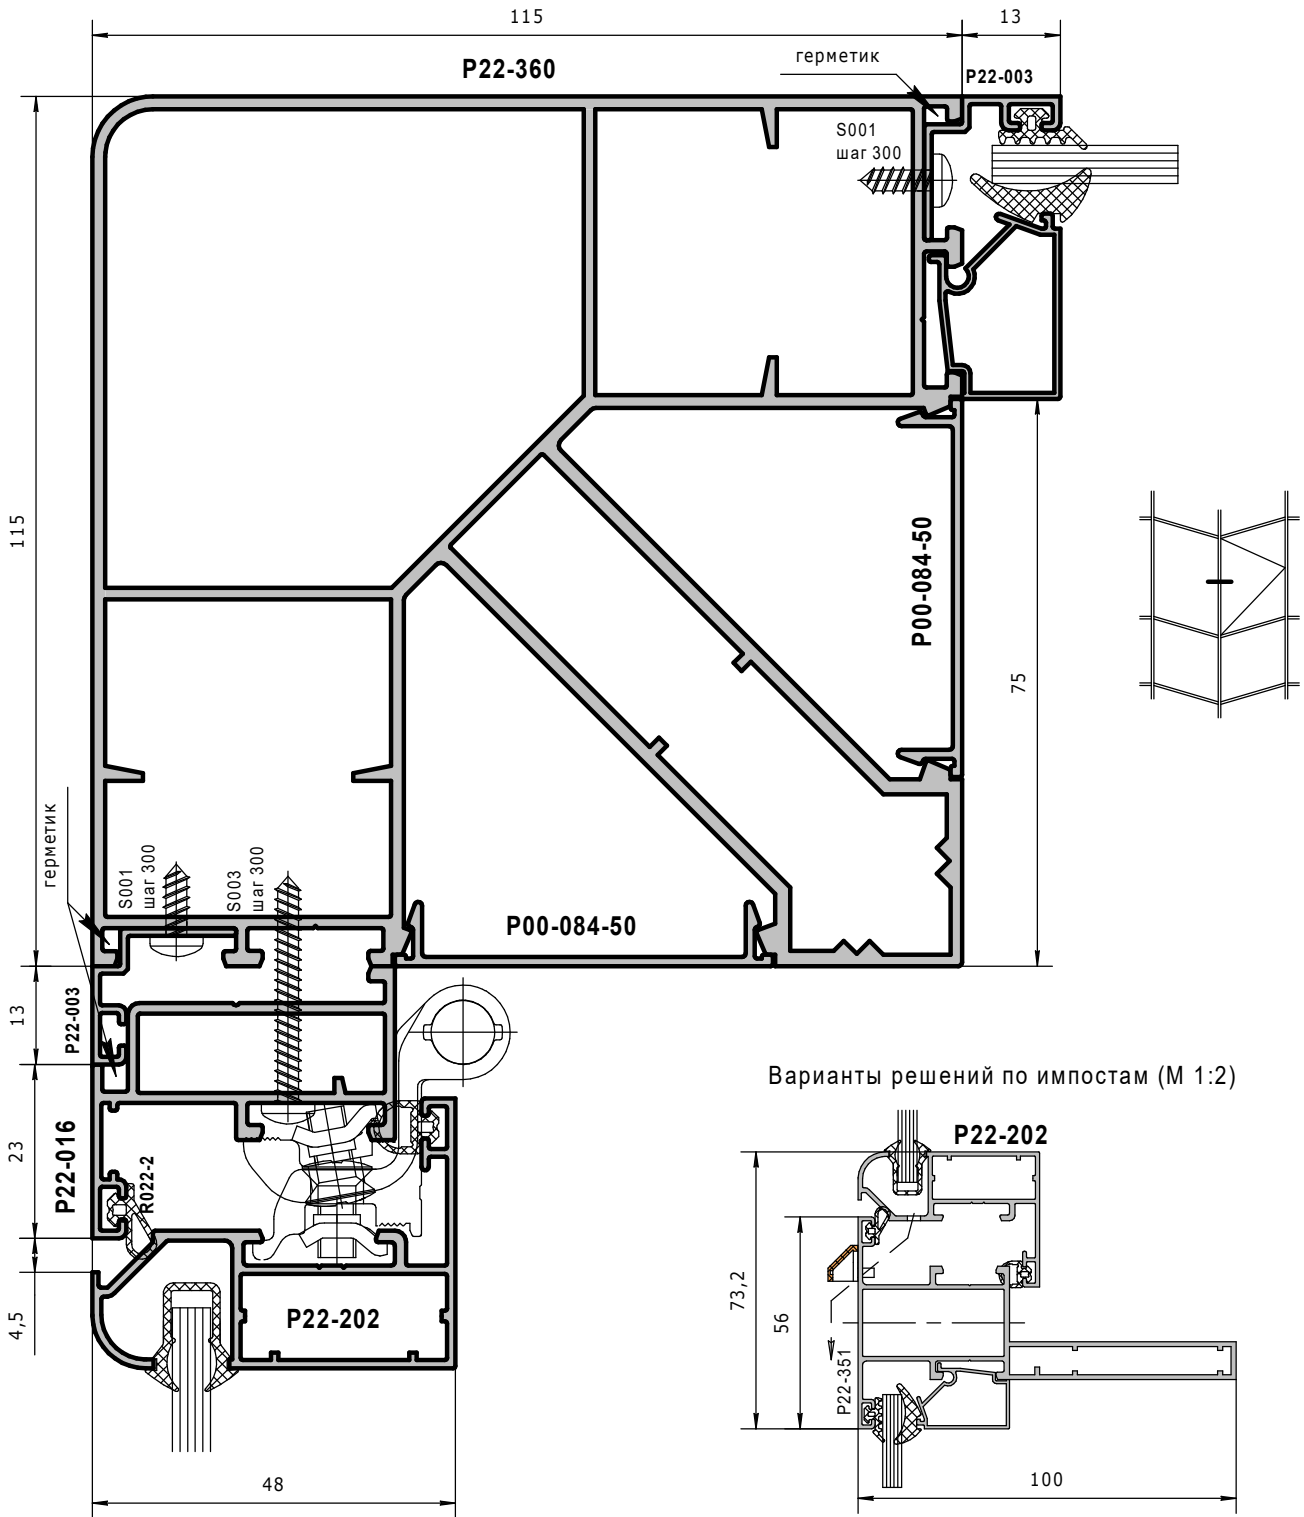 115
13
P22-360
герметик
P22-003
S001
шаг 300
115
P00-084-50
75
герметик
S001
шаг 300
S003
шаг 300
P00-084-50
13
P22-003
23
P22-016
R022-2
4,5
P22-202
48
Варианты решений по импостам (М 1:2)
P22-202
73,2
56
P22-351
100